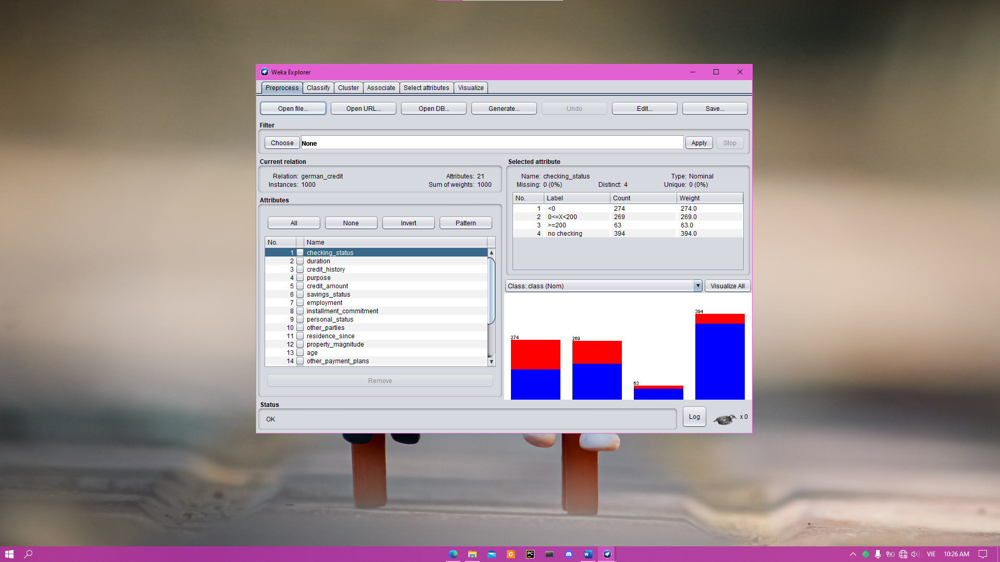 Weka Explorer
Preprocess Classify Cluster Associate Select attributes Visualize
Open file... Open URL... Open DB... Generate... Undo Edit... Save...
Filter
Choose None Apply Stop
Current relation
Relation: german_credit Attributes: 21
Instances: 1000 Sum of weights: 1000
Attributes
All None Invert Pattern
No. Name
1 checking_status
2 duration
3 credit_history
4 purpose
5 credit_amount
6 savings_status
7 employment
8 installment_commitment
9 personal_status
10 other_parties
11 residence_since
12 property_magnitude
13 age
14 other_payment_plans
Remove
Selected attribute
Name: checking_status Type: Nominal
Missing: 0 (0%) Distinct: 4 Unique: 0 (0%)
No. Label Count Weight
1 <0 274 274.0
2 0<=X<200 269 269.0
3 >=200 63 63.0
4 no checking 394 394.0
Class: class (Nom) Visualize All
274 269 63 394
Status
OK
Log x 0
PC
W
VIE 10:26 AM